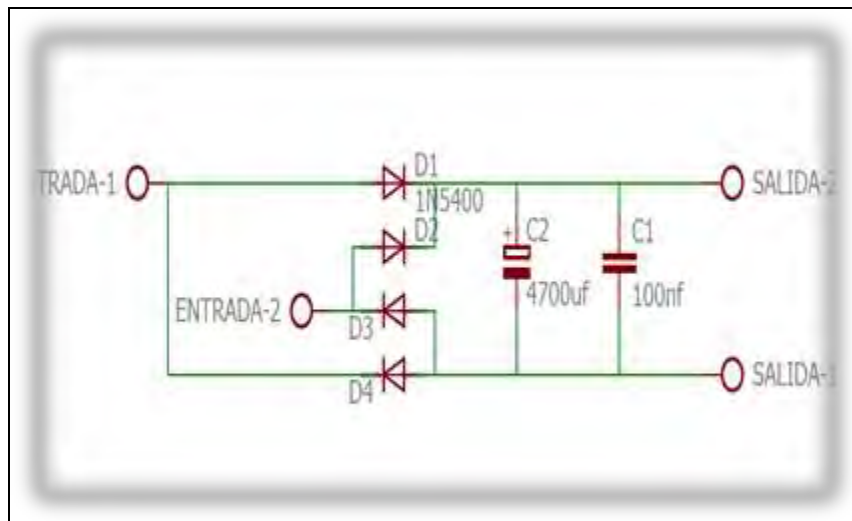 D1
TRADA-1
SALIDA-2
1N5400
D2
C2
C1
+
ENTRADA-2
4700uf
100nf
D3
D4
SALIDA-1